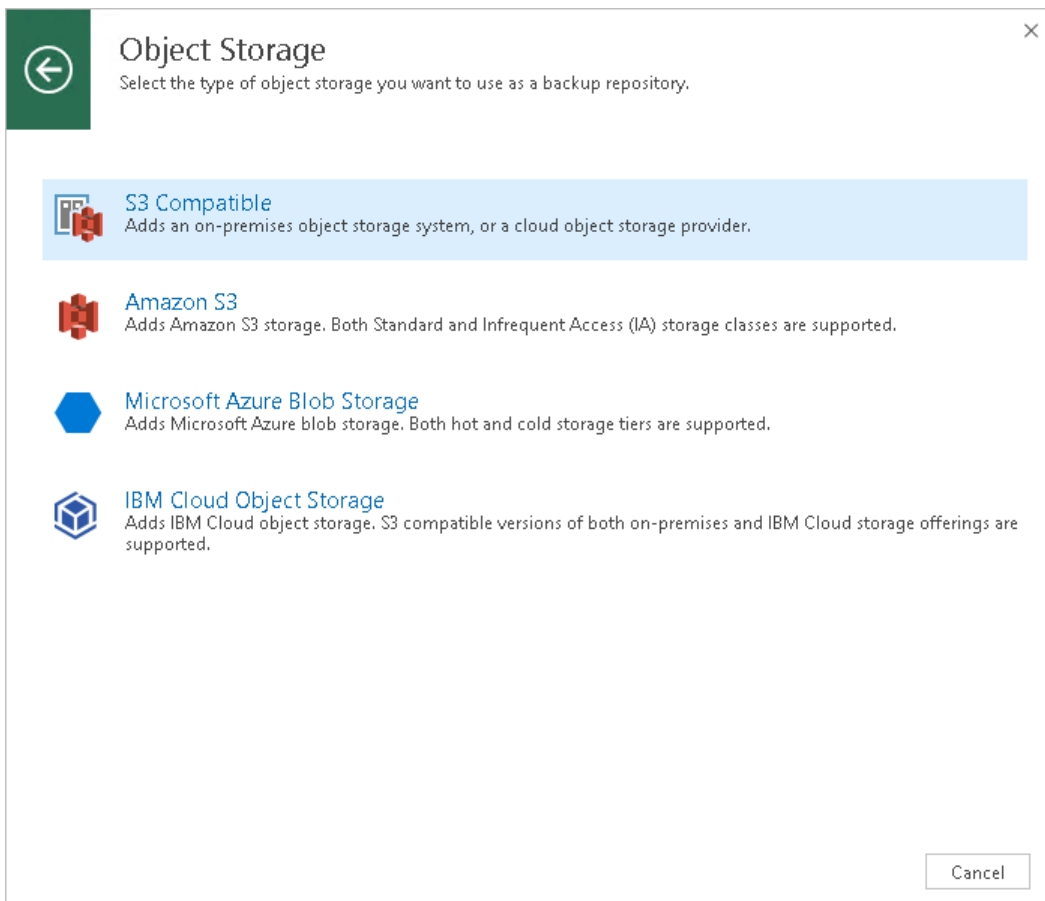 Object Storage
Select the type of object storage you want to use as a backup repository.
S3 Compatible
Adds an on-premises object storage system, or a cloud object storage provider.
Amazon S3
Adds Amazon S3 storage. Both Standard and Infrequent Access (IA) storage classes are supported.
Microsoft Azure Blob Storage
Adds Microsoft Azure blob storage. Both hot and cold storage tiers are supported.
IBM Cloud Object Storage
Adds IBM Cloud object storage. S3 compatible versions of both on-premises and IBM Cloud storage offerings are
supported.
Cancel